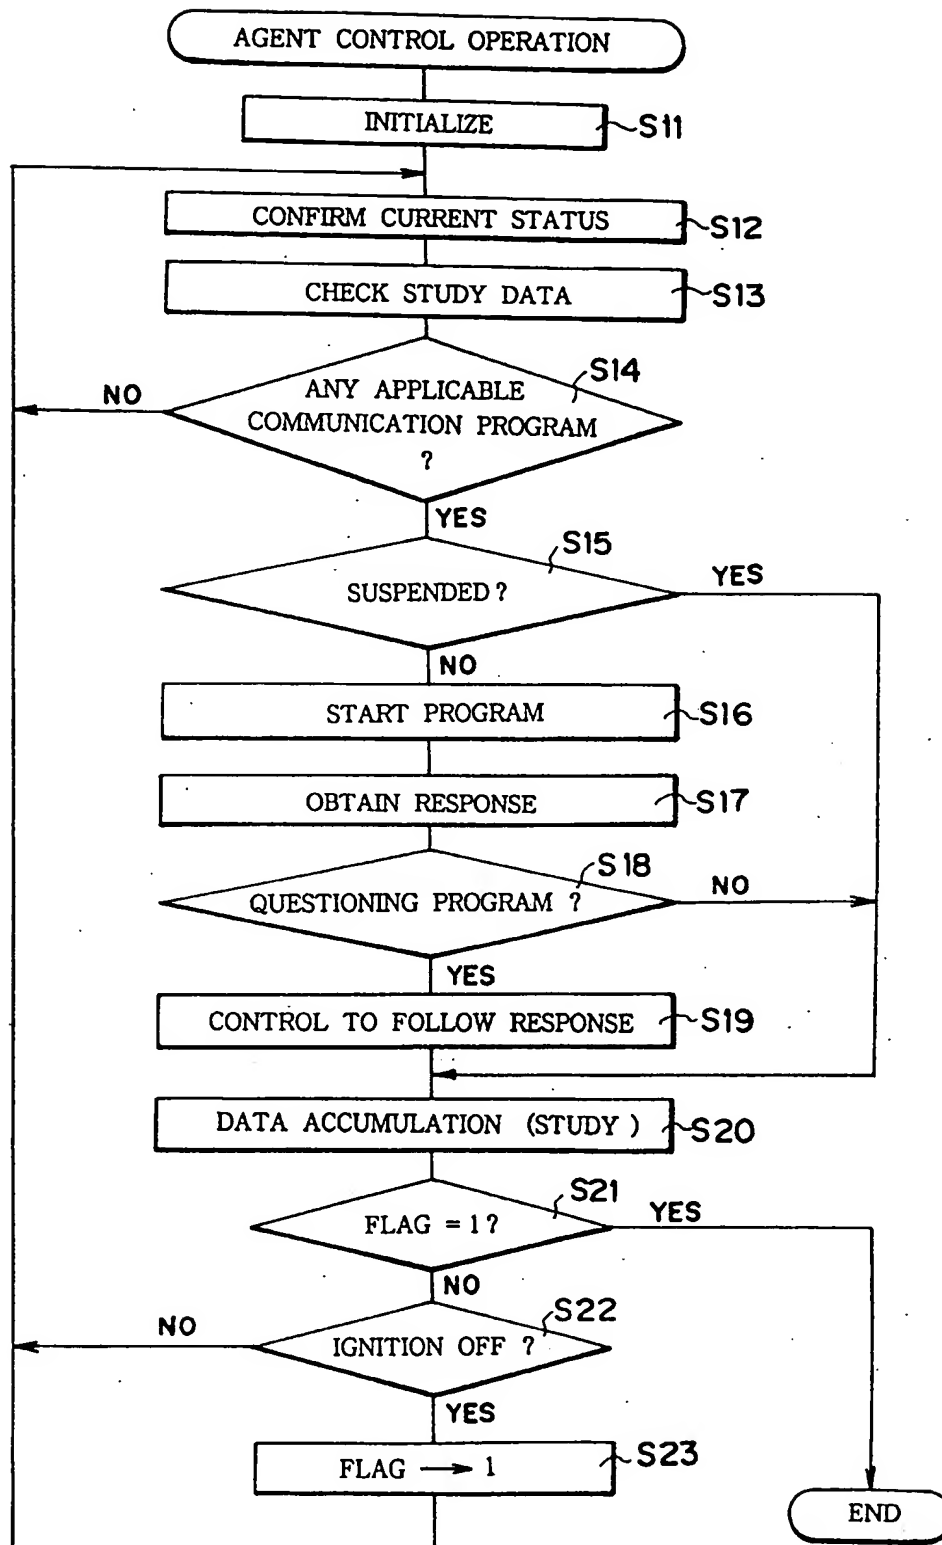 AGENT CONTROL OPERATION
INITIALIZE
S11
CONFIRM CURRENT STATUS
S12
CHECK STUDY DATA
S13
S14
NO
ANY APPLICABLE
COMMUNICATION PROGRAM
?
YES
S15
SUSPENDED?
YES
NO
START PROGRAM
S16
OBTAIN RESPONSE
S17
S18
QUESTIONING PROGRAM ?
NO
YES
CONTROL TO FOLLOW RESPONSE
S19
DATA ACCUMULATION (STUDY )
S20
S21
FLAG = 1?
YES
NO
S22
NO
IGNITION OFF ?
YES
FLAG → 1
S23
END